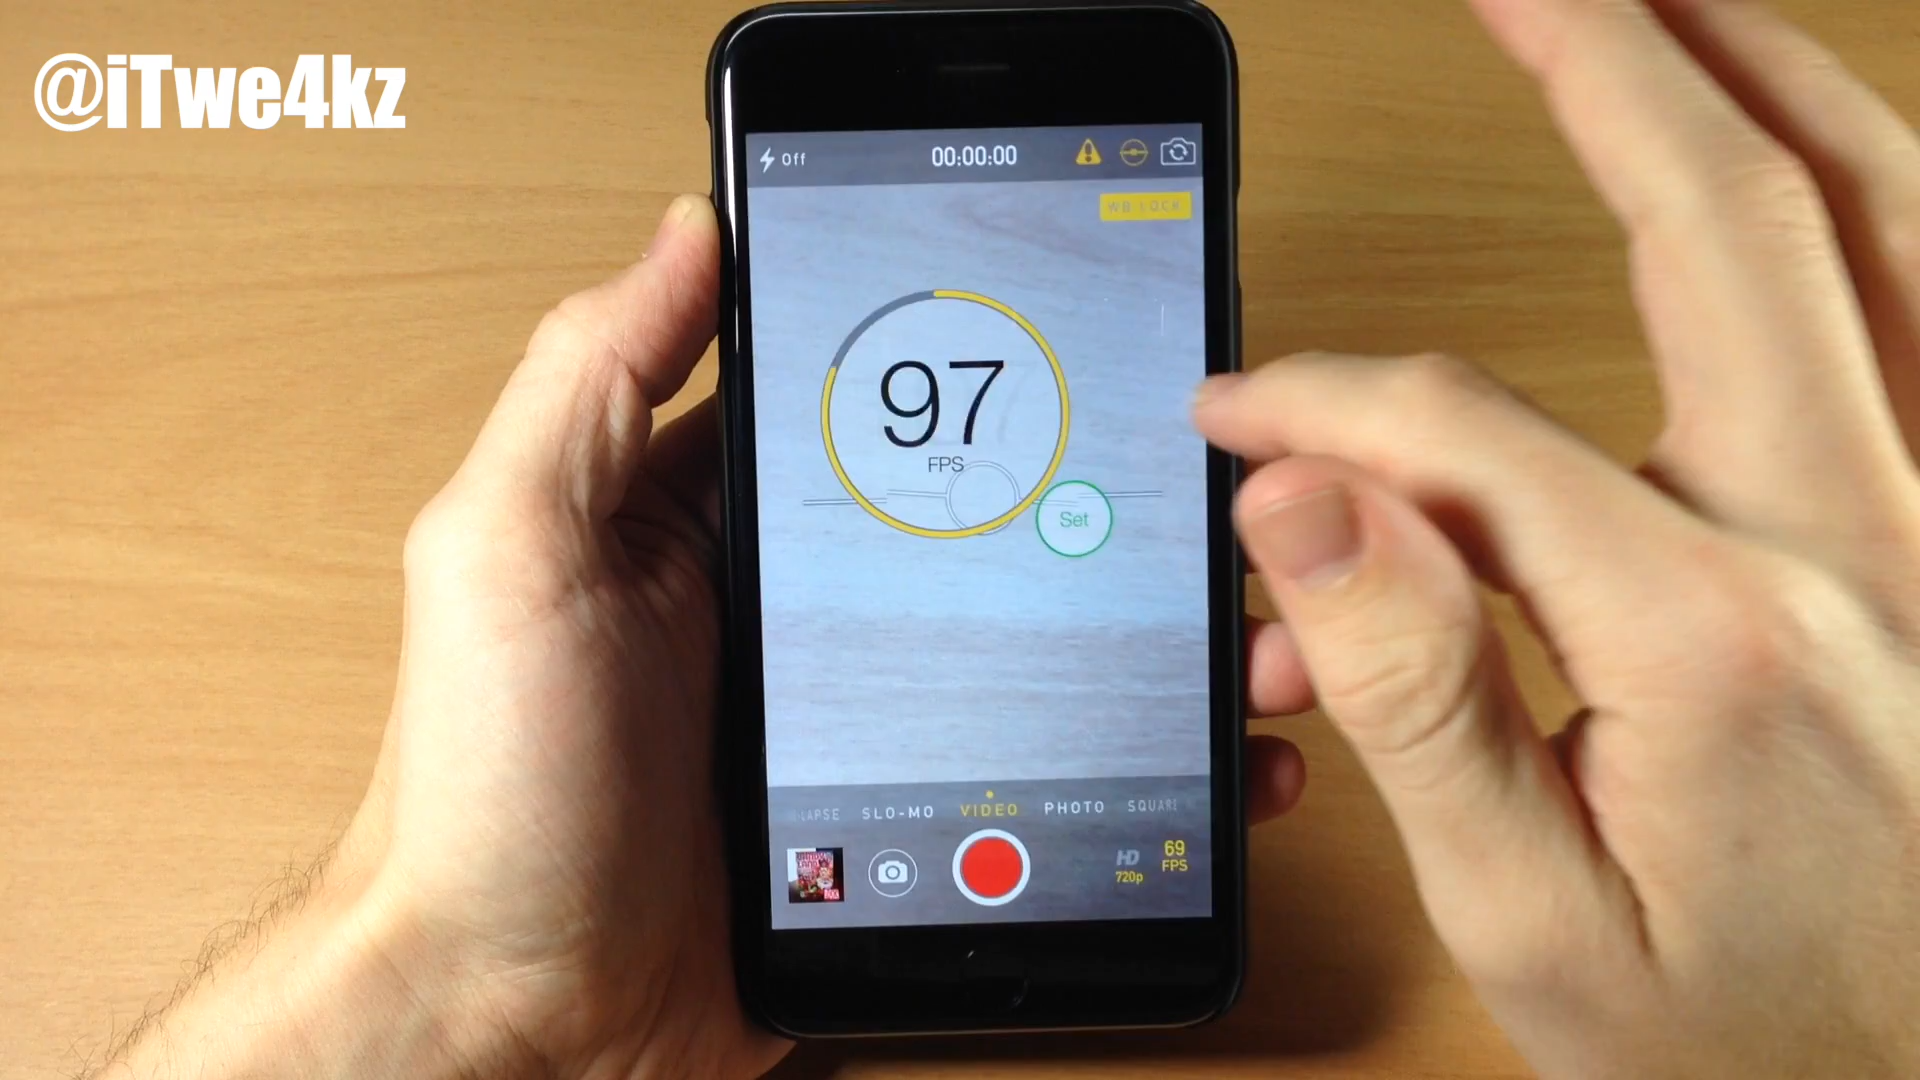 @iTwe4kz
Off
00:00:00
WB LOCK
97
FPS
Set
SLO-MO
VIDEO
PHOTO
SQUARE
HD
720p
69
FPS